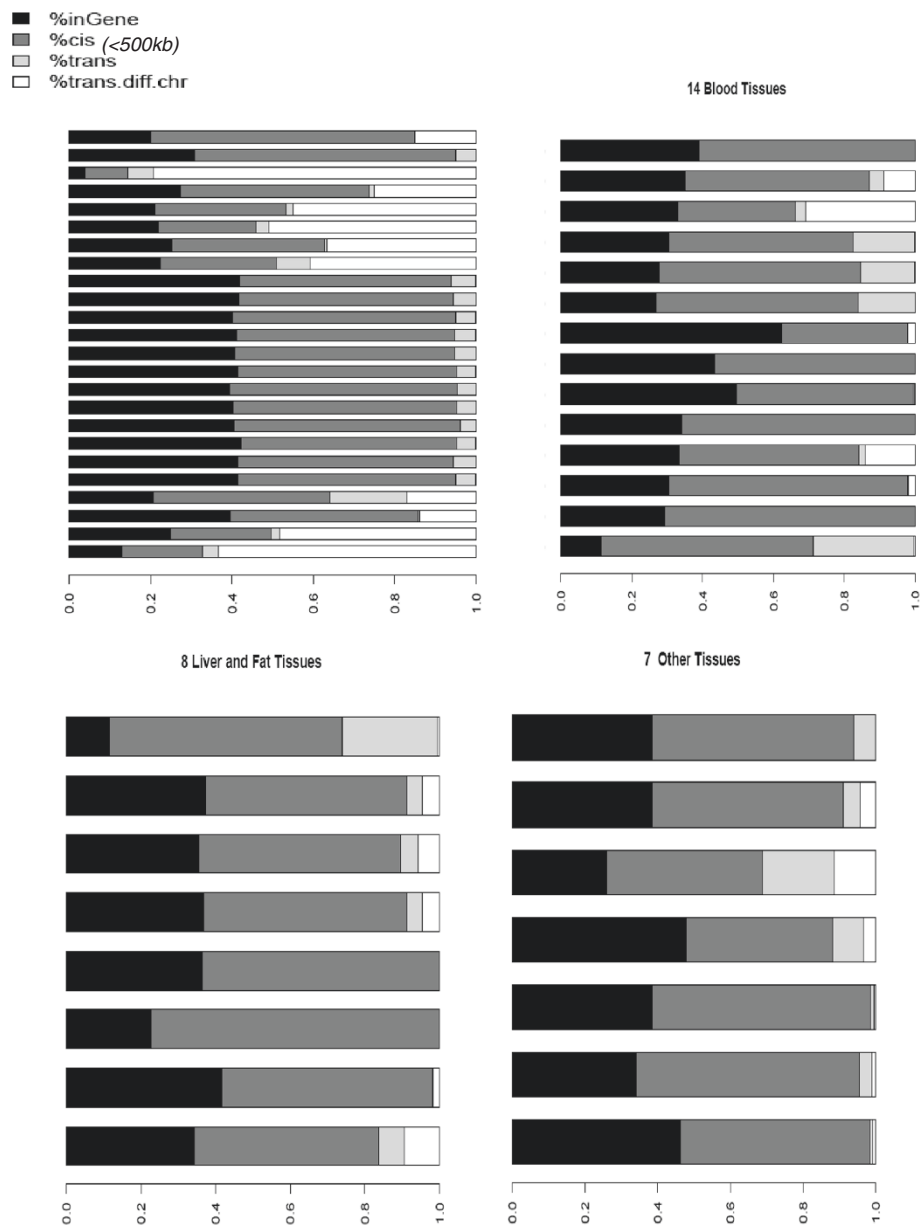 %inGene
%cis (<500kb)
%trans
%trans.diff.chr
14 Blood Tissues
0.0 0.2 0.4 0.6 0.8 1.0
0.0 0.2 0.4 0.6 0.8 1.0
8 Liver and Fat Tissues
7 Other Tissues
0.0 0.2 0.4 0.6 0.8 1.0
0.0 0.2 0.4 0.6 0.8 1.0